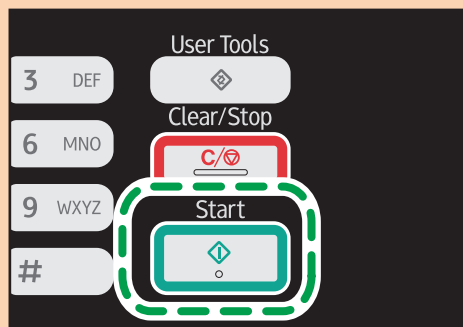 User Tools
3 DEF
Clear/Stop
6 MNO
C/
9 WXYZ
Start
#